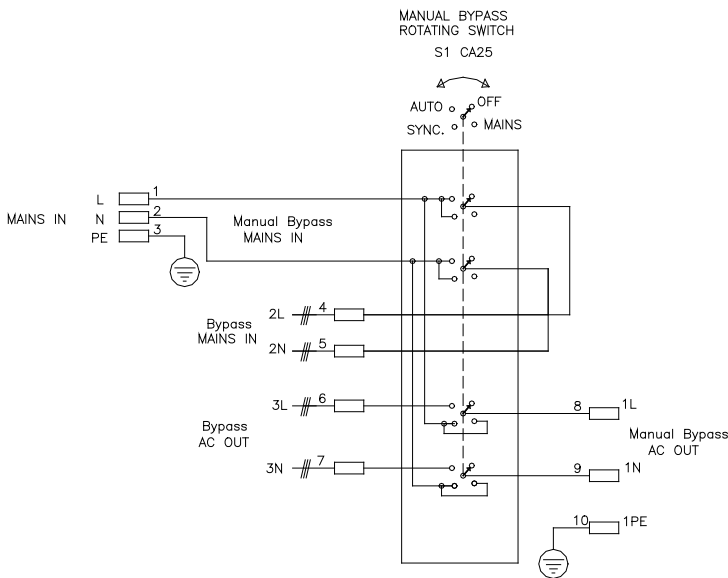 MANUAL BYPASS
ROTATING SWITCH
S1 CA25
AUTO
OFF
SYNC.
MAINS
MAINS IN
L
1
N
2
PE
3
Manual Bypass
MAINS IN
Bypass
MAINS IN
2L
4
2N
5
Bypass
AC OUT
3L
6
3N
7
8
1L
Manual Bypass
AC OUT
9
1N
10
1PE